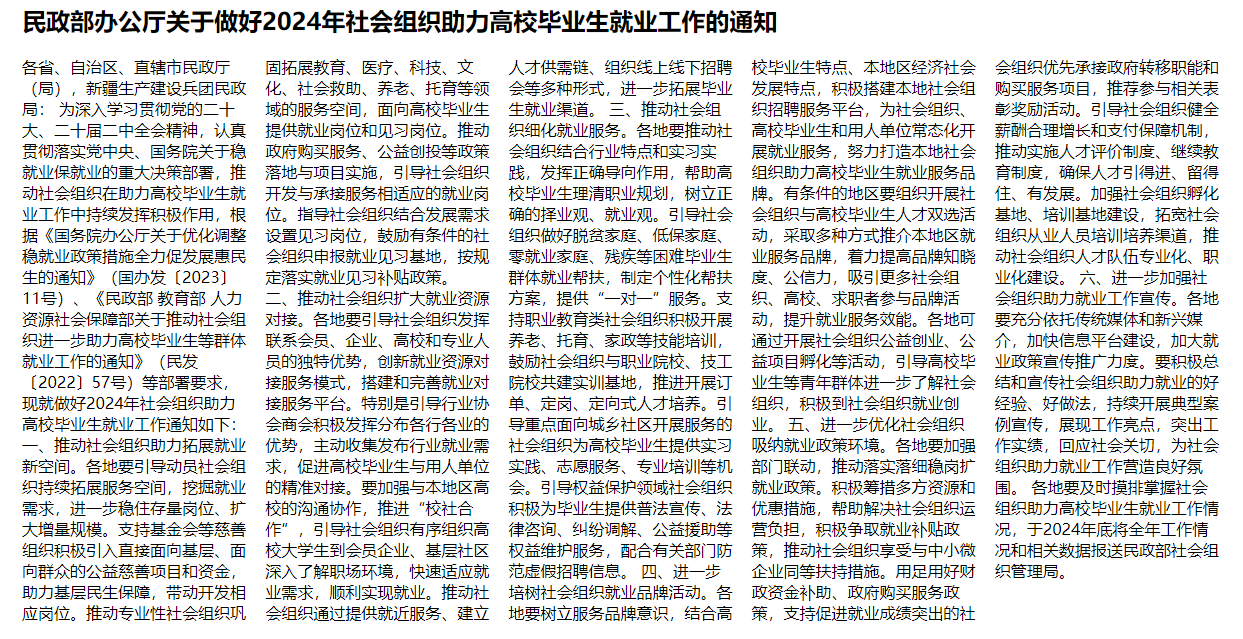 民政部办公厅关于做好2024年社会组织助力高校毕业生就业工作的通知
各省、自治区、直辖市民政厅
（局），新疆生产建设兵团民政
局： 为深入学习贯彻党的二十
大、二十届二中全会精神，认真
贯彻落实党中央、国务院关于稳
就业保就业的重大决策部署，推
动社会组织在助力高校毕业生就
业工作中持续发挥积极作用，根
据《国务院办公厅关于优化调整
稳就业政策措施全力促发展惠民
生的通知》（国办发〔2023〕
11号）、《民政部 教育部 人力
资源社会保障部关于推动社会组
织进一步助力高校毕业生等群体
就业工作的通知》（民发
〔2022〕57号）等部署要求，
现就做好2024年社会组织助力
高校毕业生就业工作通知如下：
一、推动社会组织助力拓展就业
新空间。各地要引导动员社会组
织持续拓展服务空间，挖掘就业
需求，进一步稳住存量岗位、扩
大增量规模。支持基金会等慈善
组织积极引入直接面向基层、面
向群众的公益慈善项目和资金，
助力基层民生保障，带动开发相
应岗位。推动专业性社会组织巩
固拓展教育、医疗、科技、文
化、社会救助、养老、托育等领
域的服务空间，面向高校毕业生
提供就业岗位和见习岗位。推动
政府购买服务、公益创投等政策
落地与项目实施，引导社会组织
开发与承接服务相适应的就业岗
位。指导社会组织结合发展需求
设置见习岗位，鼓励有条件的社
会组织申报就业见习基地，按规
定落实就业见习补贴政策。
二、推动社会组织扩大就业资源
对接。各地要引导社会组织发挥
联系会员、企业、高校和专业人
员的独特优势，创新就业资源对
接服务模式，搭建和完善就业对
接服务平台。特别是引导行业协
会商会积极发挥分布各行各业的
优势，主动收集发布行业就业需
求，促进高校毕业生与用人单位
的精准对接。要加强与本地区高
校的沟通协作，推进“校社合
作”，引导社会组织有序组织高
校大学生到会员企业、基层社区
深入了解职场环境，快速适应就
业需求，顺利实现就业。推动社
会组织通过提供就近服务、建立
人才供需链、组织线上线下招聘
会等多种形式，进一步拓展毕业
生就业渠道。 三、推动社会组
织细化就业服务。各地要推动社
会组织结合行业特点和实习实
践，发挥正确导向作用，帮助高
校毕业生理清职业规划，树立正
确的择业观、就业观。引导社会
组织做好脱贫家庭、低保家庭、
零就业家庭、残疾等困难毕业生
群体就业帮扶，制定个性化帮扶
方案，提供“一对一”服务。支
持职业教育类社会组织积极开展
养老、托育、家政等技能培训，
鼓励社会组织与职业院校、技工
院校共建实训基地，推进开展订
单、定岗、定向式人才培养。引
导重点面向城乡社区开展服务的
社会组织为高校毕业生提供实习
实践、志愿服务、专业培训等机
会。引导权益保护领域社会组织
积极为毕业生提供普法宣传、法
律咨询、纠纷调解、公益援助等
权益维护服务，配合有关部门防
范虚假招聘信息。 四、进一步
培树社会组织就业品牌活动。各
地要树立服务品牌意识，结合高
校毕业生特点、本地区经济社会
发展特点，积极搭建本地社会组
织招聘服务平台，为社会组织、
高校毕业生和用人单位常态化开
展就业服务，努力打造本地社会
组织助力高校毕业生就业服务品
牌。有条件的地区要组织开展社
会组织与高校毕业生人才双选活
动，采取多种方式推介本地区就
业服务品牌，着力提高品牌知晓
度、公信力，吸引更多社会组
织、高校、求职者参与品牌活
动，提升就业服务效能。各地可
通过开展社会组织公益创业、公
益项目孵化等活动，引导高校毕
业生等青年群体进一步了解社会
组织，积极到社会组织就业创
业。 五、进一步优化社会组织
吸纳就业政策环境。各地要加强
部门联动，推动落实落细稳岗扩
就业政策。积极筹措多方资源和
优惠措施，帮助解决社会组织运
营负担，积极争取就业补贴政
策，推动社会组织享受与中小微
企业同等扶持措施。用足用好财
政资金补助、政府购买服务政
策，支持促进就业成绩突出的社
会组织优先承接政府转移职能和
购买服务项目，推荐参与相关表
彰奖励活动。引导社会组织健全
薪酬合理增长和支付保障机制，
推动实施人才评价制度、继续教
育制度，确保人才引得进、留得
住、有发展。加强社会组织孵化
基地、培训基地建设，拓宽社会
组织从业人员培训培养渠道，推
动社会组织人才队伍专业化、职
业化建设。 六、进一步加强社
会组织助力就业工作宣传。各地
要充分依托传统媒体和新兴媒
介，加快信息平台建设，加大就
业政策宣传推广力度。要积极总
结和宣传社会组织助力就业的好
经验、好做法，持续开展典型案
例宣传，展现工作亮点，突出工
作实绩，回应社会关切，为社会
组织助力就业工作营造良好氛
围。 各地要及时摸排掌握社会
组织助力高校毕业生就业工作情
况，于2024年底将全年工作情
况和相关数据报送民政部社会组
织管理局。